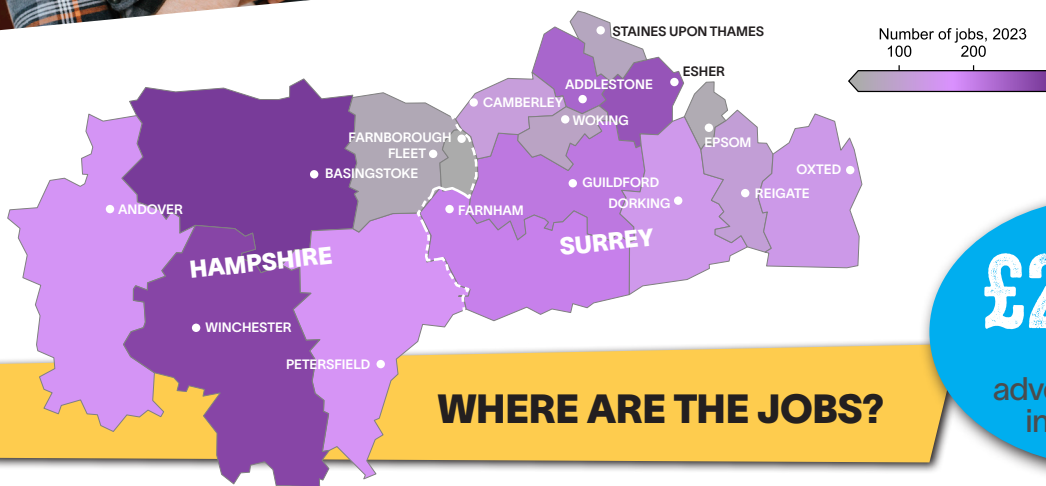 Number of jobs, 2023
100 200
STAINES UPON THAMES
ESHER
ADDLESTONE
CAMBERLEY
WOKING
FARNBOROUGH
FLEET
EPSOM
BASINGSTOKE
OXTED
GUILDFORD
REIGATE
DORKING
ANDOVER
FARNHAM
SURREY
HAMPSHIRE
WINCHESTER
PETERSFIELD
WHERE ARE THE JOBS?
£2
adv
in